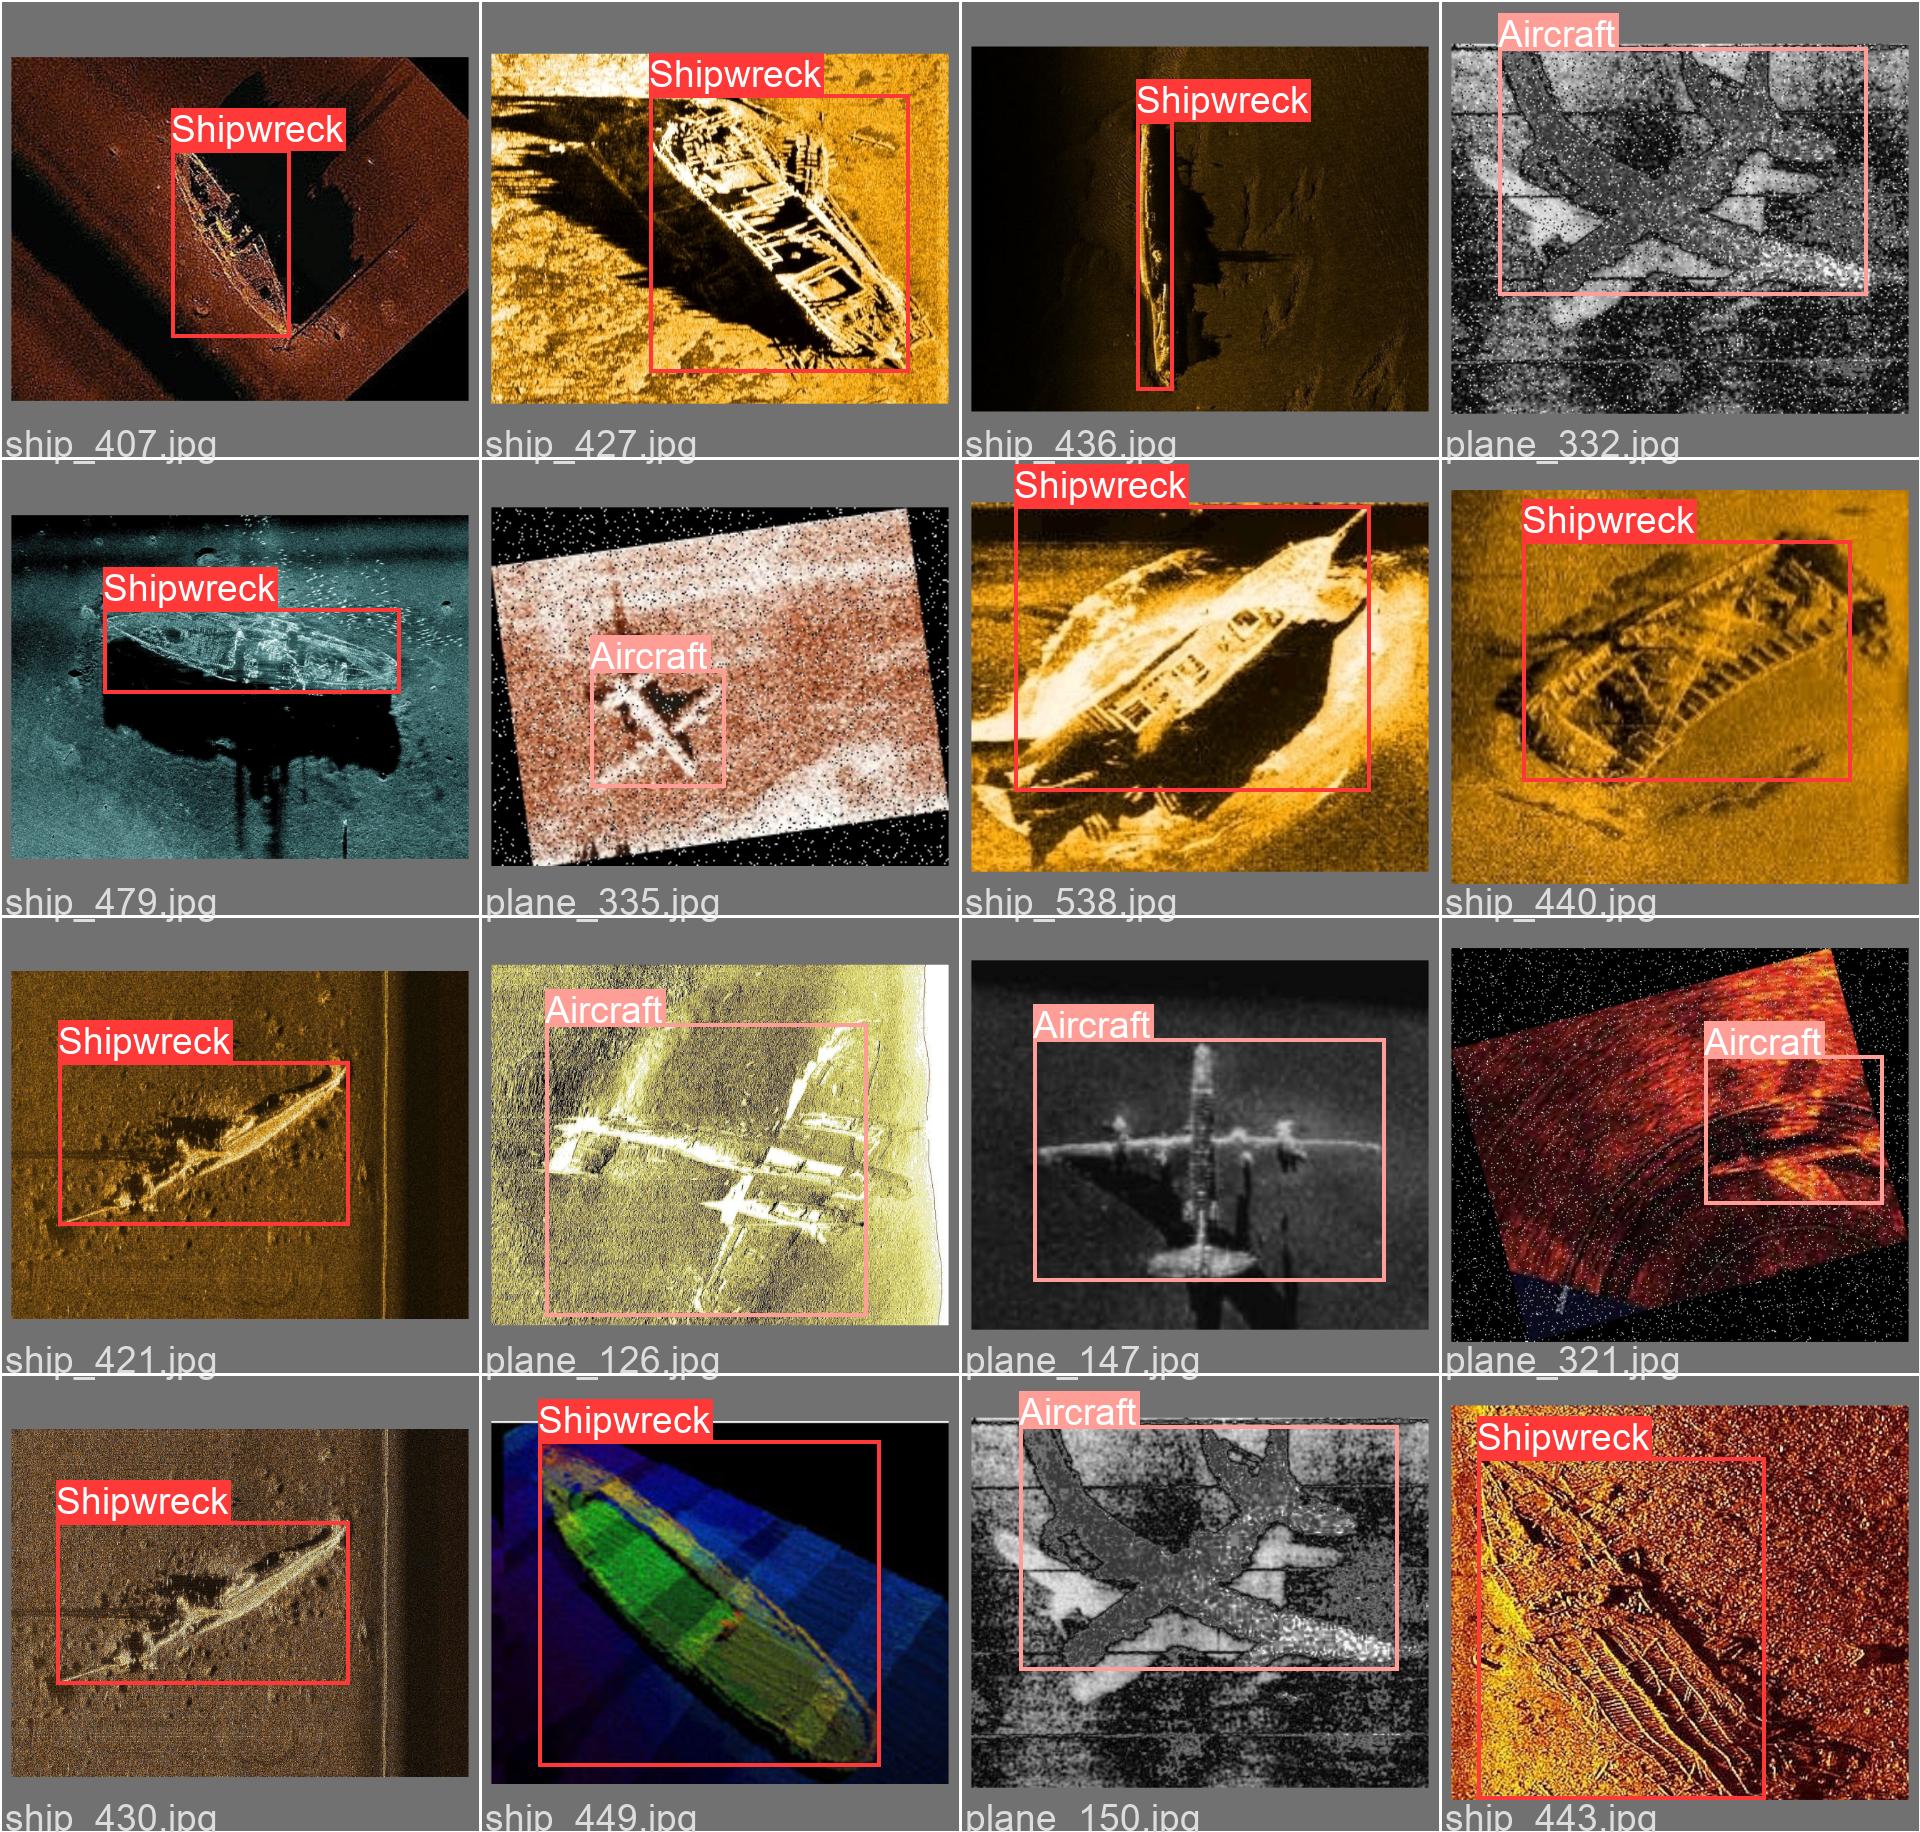 Shipwreck
ship_407.jpg
Shipwreck
ship_427.jpg
Shipwreck
ship_436.jpg
Aircraft
plane_332.jpg
Shipwreck
ship_479.jpg
Aircraft
plane_335.jpg
Shipwreck
ship_538.jpg
Shipwreck
ship_440.jpg
Shipwreck
ship_421.jpg
Aircraft
plane_126.jpg
Aircraft
plane_147.jpg
Aircraft
plane_321.jpg
Shipwreck
ship_430.jpg
Shipwreck
ship_449.jpg
Aircraft
plane_150.jpg
Shipwreck
ship_443.jpg